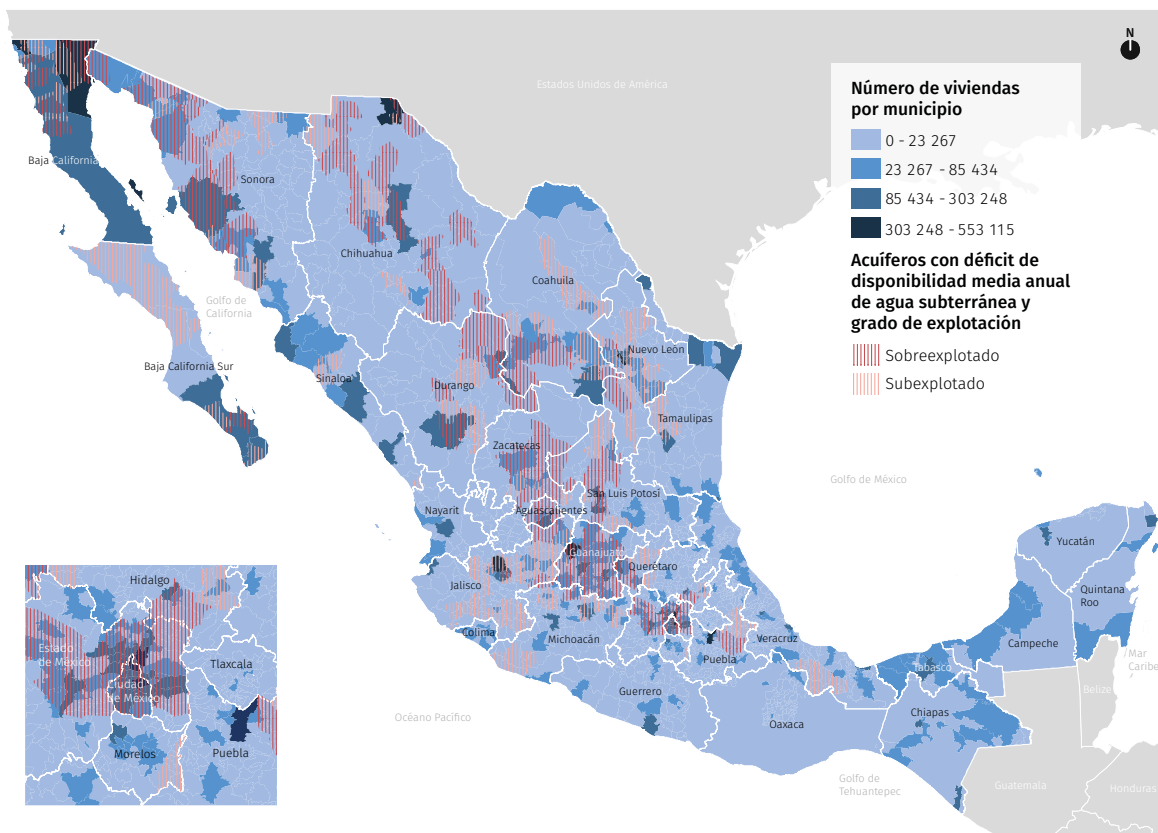 N
Estados Unidos de América
Número de viviendas
por municipio
0 - 23 267
23 267 - 85 434
85 434 - 303 248
303 248 - 553 115
Acuíferos con déficit de
disponibilidad media anual
de agua subterránea y
grado de explotación
Sobreexplotado
Subexplotado
Baja California
Sonora
Chihuahua
Coahuila
Golfo de
California
Nuevo León
Baja California Sur
Sinaloa
Durango
Tamaulipas
Zacatecas
Golfo de México
San Luis Potosí
Nayarit
Aguascalientes
Yucatán
Guanajuato
Querétaro
Jalisco
Quintana
Roo
Colima
Michoacán
Veracruz
Campeche
Puebla
Mar
Caribe
Tabasco
Belize
Guerrero
Chiapas
Océano Pacífico
Oaxaca
Golfo de
Tehuantepec
Guatemala
Honduras
Hidalgo
Estado
de México
Tlaxcala
Ciudad
de México
Morelos
Puebla